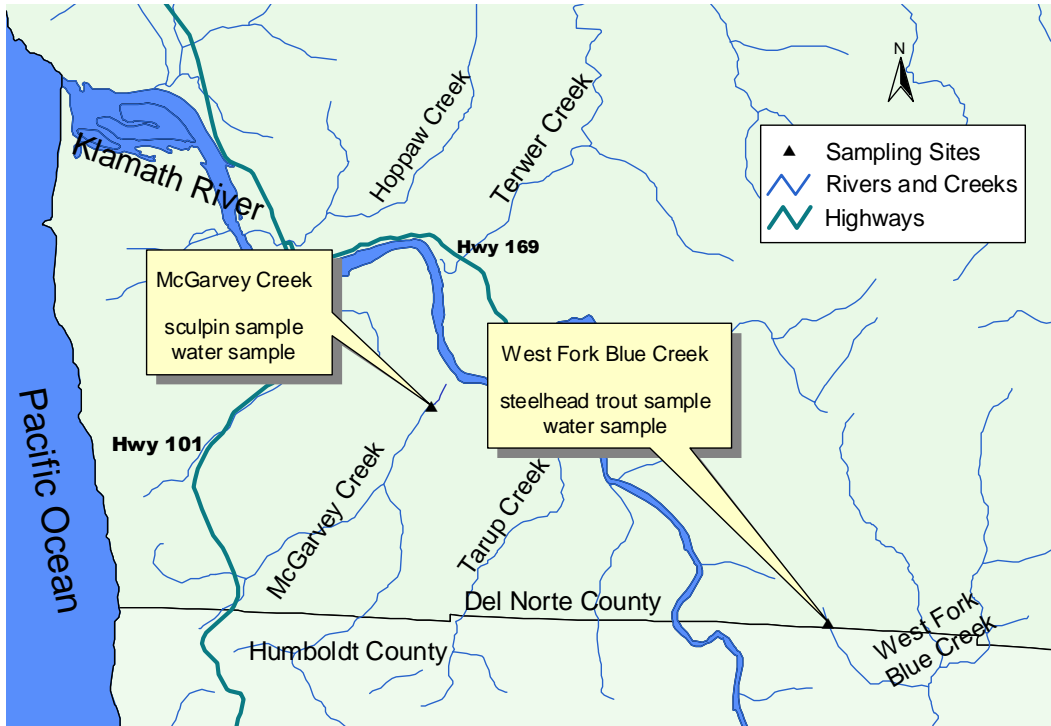 N
Sampling Sites
Rivers and Creeks
Highways
Klamath River
Hoppaw Creek
Terwer Creek
Hwy 169
McGarvey Creek
sculpin sample
water sample
West Fork Blue Creek
steelhead trout sample
water sample
Pacific Ocean
Hwy 101
McGarvey Creek
Tarup Creek
Del Norte County
Humboldt County
West Fork
Blue Creek